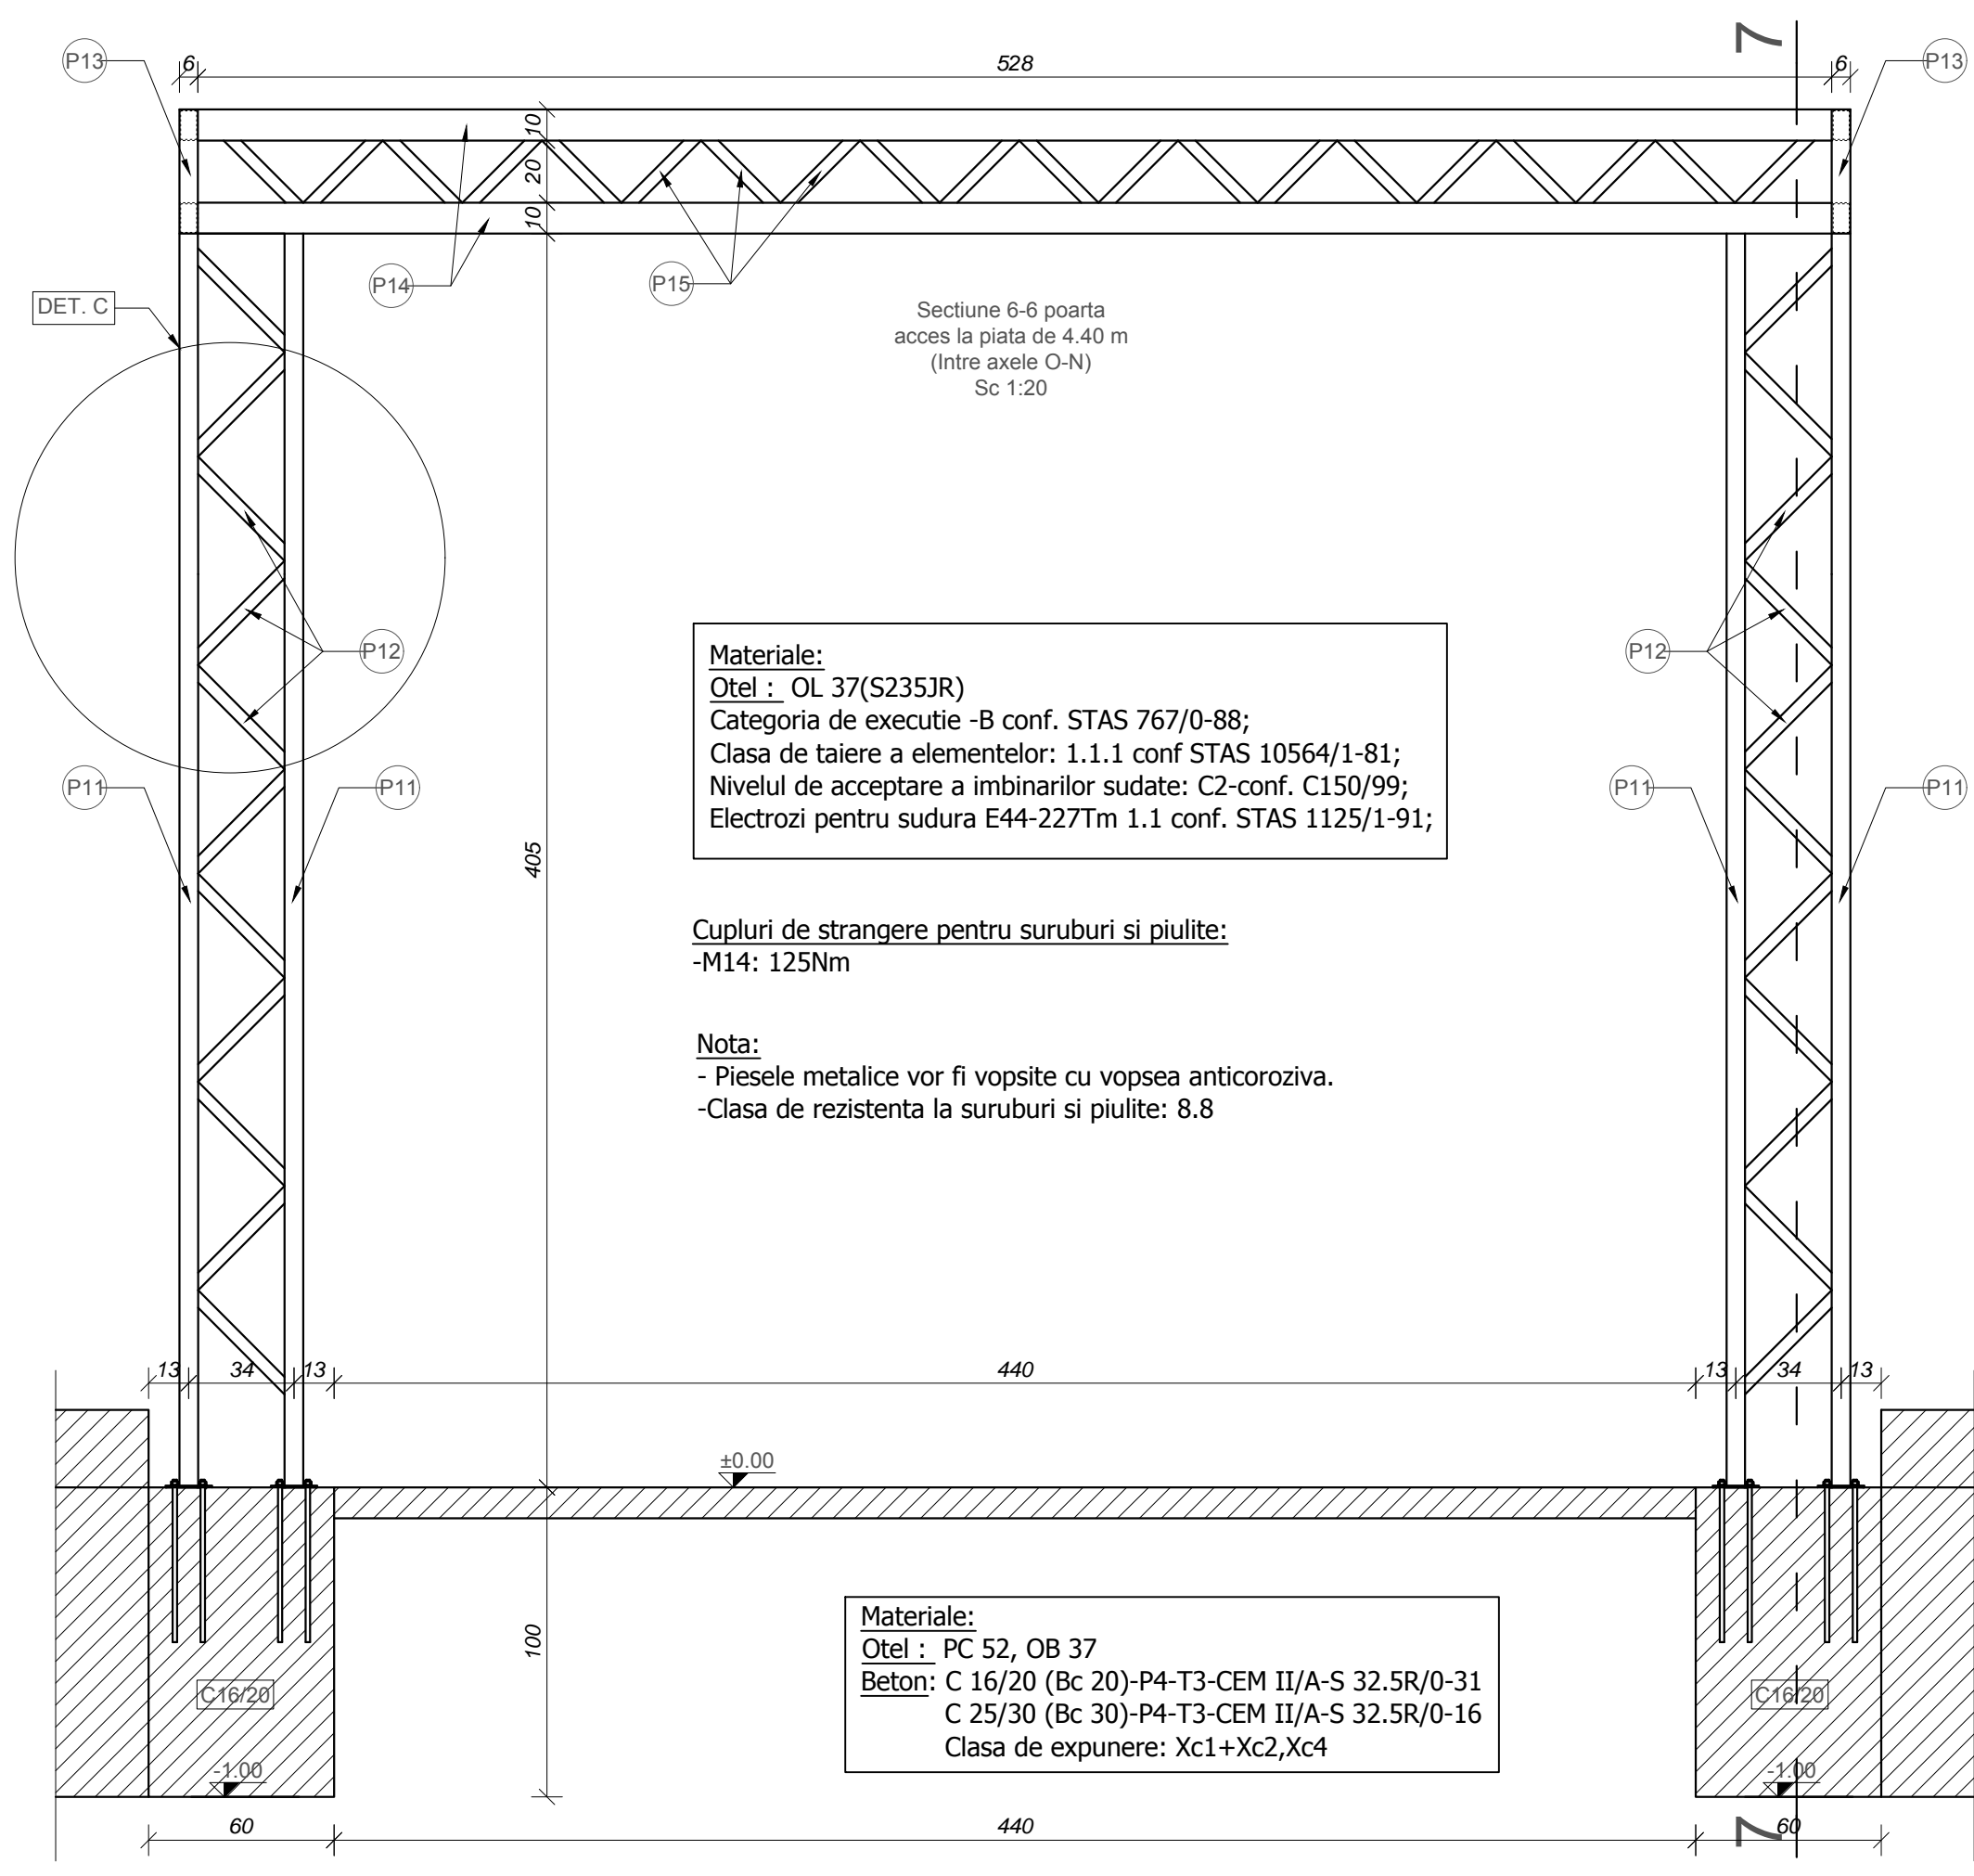 7
P13
6
528
6
P13
10
20
10
P14
P15
DET. C
Sectiune 6-6 poarta
acces la piata de 4.40 m
(Intre axele O-N)
Sc 1:20
P12
P12
Materiale:
Otel : OL 37(S235JR)
Categoria de executie -B conf. STAS 767/0-88;
Clasa de taiere a elementelor: 1.1.1 conf STAS 10564/1-81;
Nivelul de acceptare a imbinarilor sudate: C2-conf. C150/99;
Electrozi pentru sudura E44-227Tm 1.1 conf. STAS 1125/1-91;
P11
P11
P11
P11
405
Cupluri de strangere pentru suruburi si piulite:
-M14: 125Nm
Nota:
- Piesele metalice vor fi vopsite cu vopsea anticoroziva.
-Clasa de rezistenta la suruburi si piulite: 8.8
13
34
13
440
13
34
13
±0.00
100
Materiale:
Otel : PC 52, OB 37
Beton: C 16/20 (Bc 20)-P4-T3-CEM II/A-S 32.5R/0-31
C 25/30 (Bc 30)-P4-T3-CEM II/A-S 32.5R/0-16
Clasa de expunere: Xc1+Xc2,Xc4
C16/20
C16/20
-1.00
-1.00
60
440
60
7